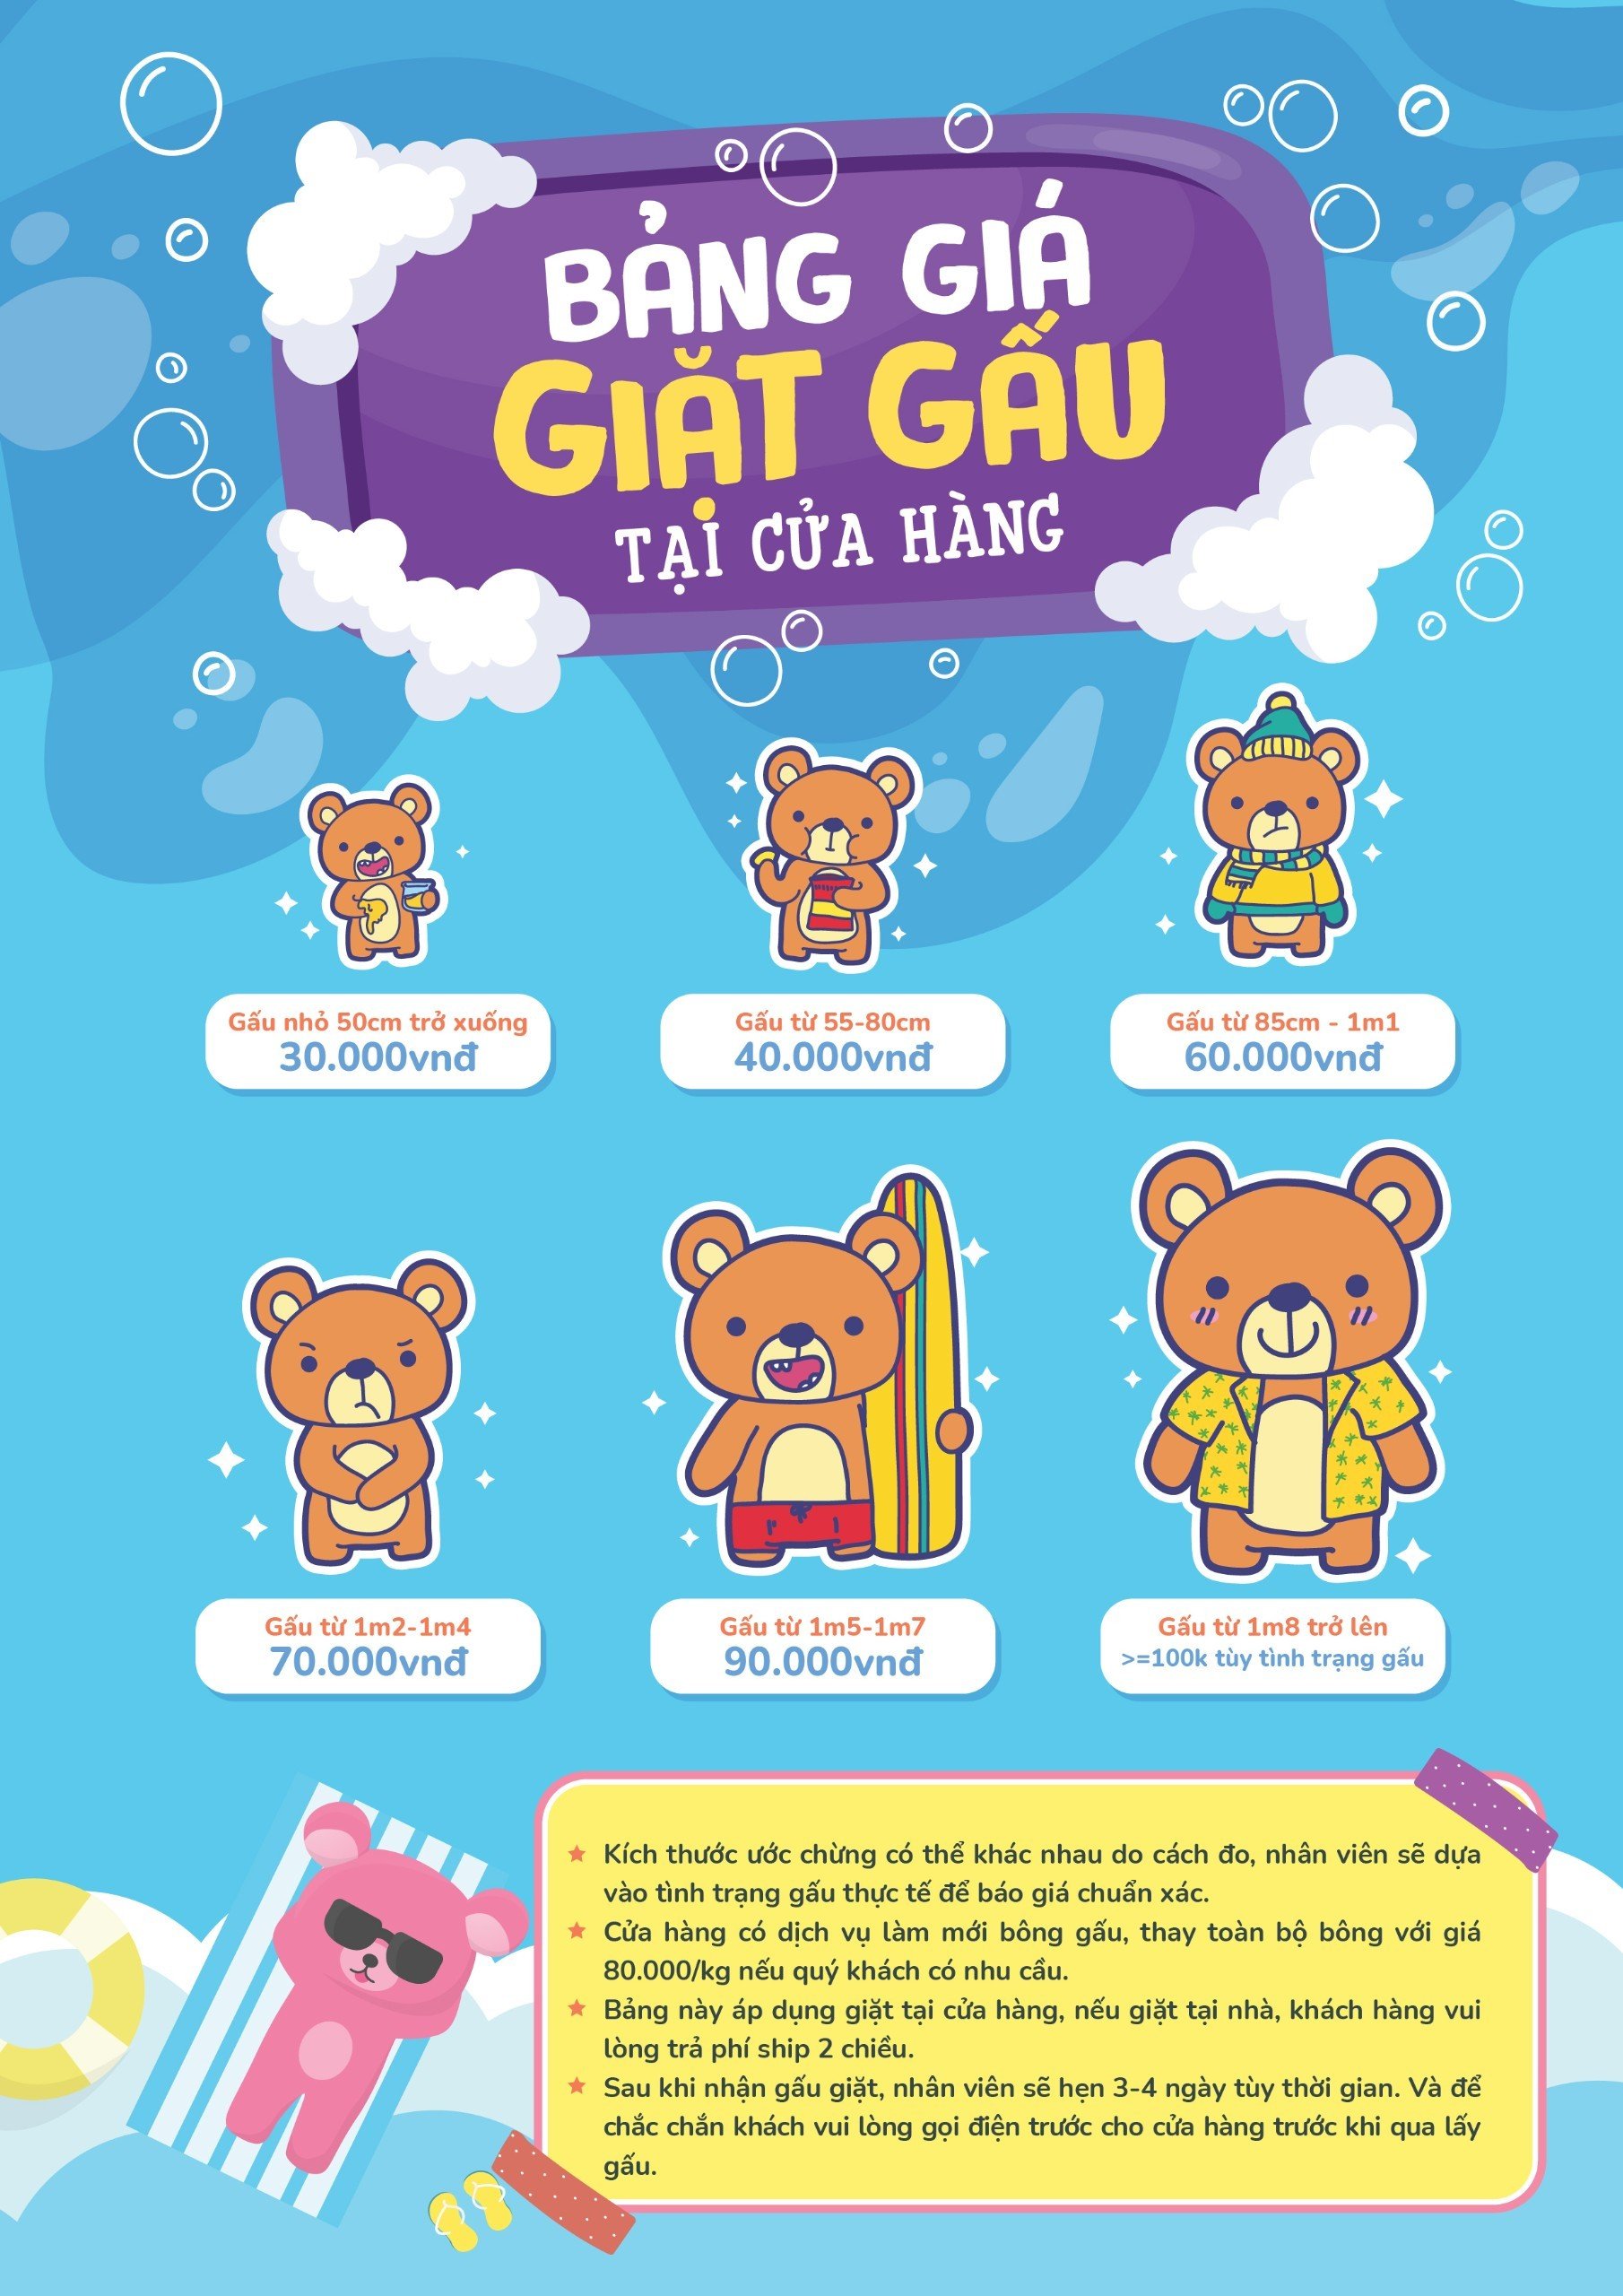 BẢNG GIÁ
GIẶT GẤU
TẠI CỬA HÀNG
Gấu nhỏ 50cm trở xuống
30.000vnđ
Gấu từ 55-80cm
40.000vnđ
Gấu từ 85cm - 1m1
60.000vnđ
Gấu từ 1m2-1m4
70.000vnđ
Gấu từ 1m5-1m7
90.000vnđ
Gấu từ 1m8 trở lên
>=100k tùy tình trạng gấu
Kích thước ước chừng có thể khác nhau do cách đo, nhân viên sẽ dựa
vào tình trạng gấu thực tế để báo giá chuẩn xác.
Cửa hàng có dịch vụ làm mới bông gấu, thay toàn bộ bông với giá
80.000/kg nếu quý khách có nhu cầu.
Bảng này áp dụng giặt tại cửa hàng, nếu giặt tại nhà, khách hàng vui
lòng trả phí ship 2 chiều.
Sau khi nhận gấu giặt, nhân viên sẽ hẹn 3-4 ngày tùy thời gian. Và để
chắc chắn khách vui lòng gọi điện trước cho cửa hàng trước khi qua lấy
gấu.